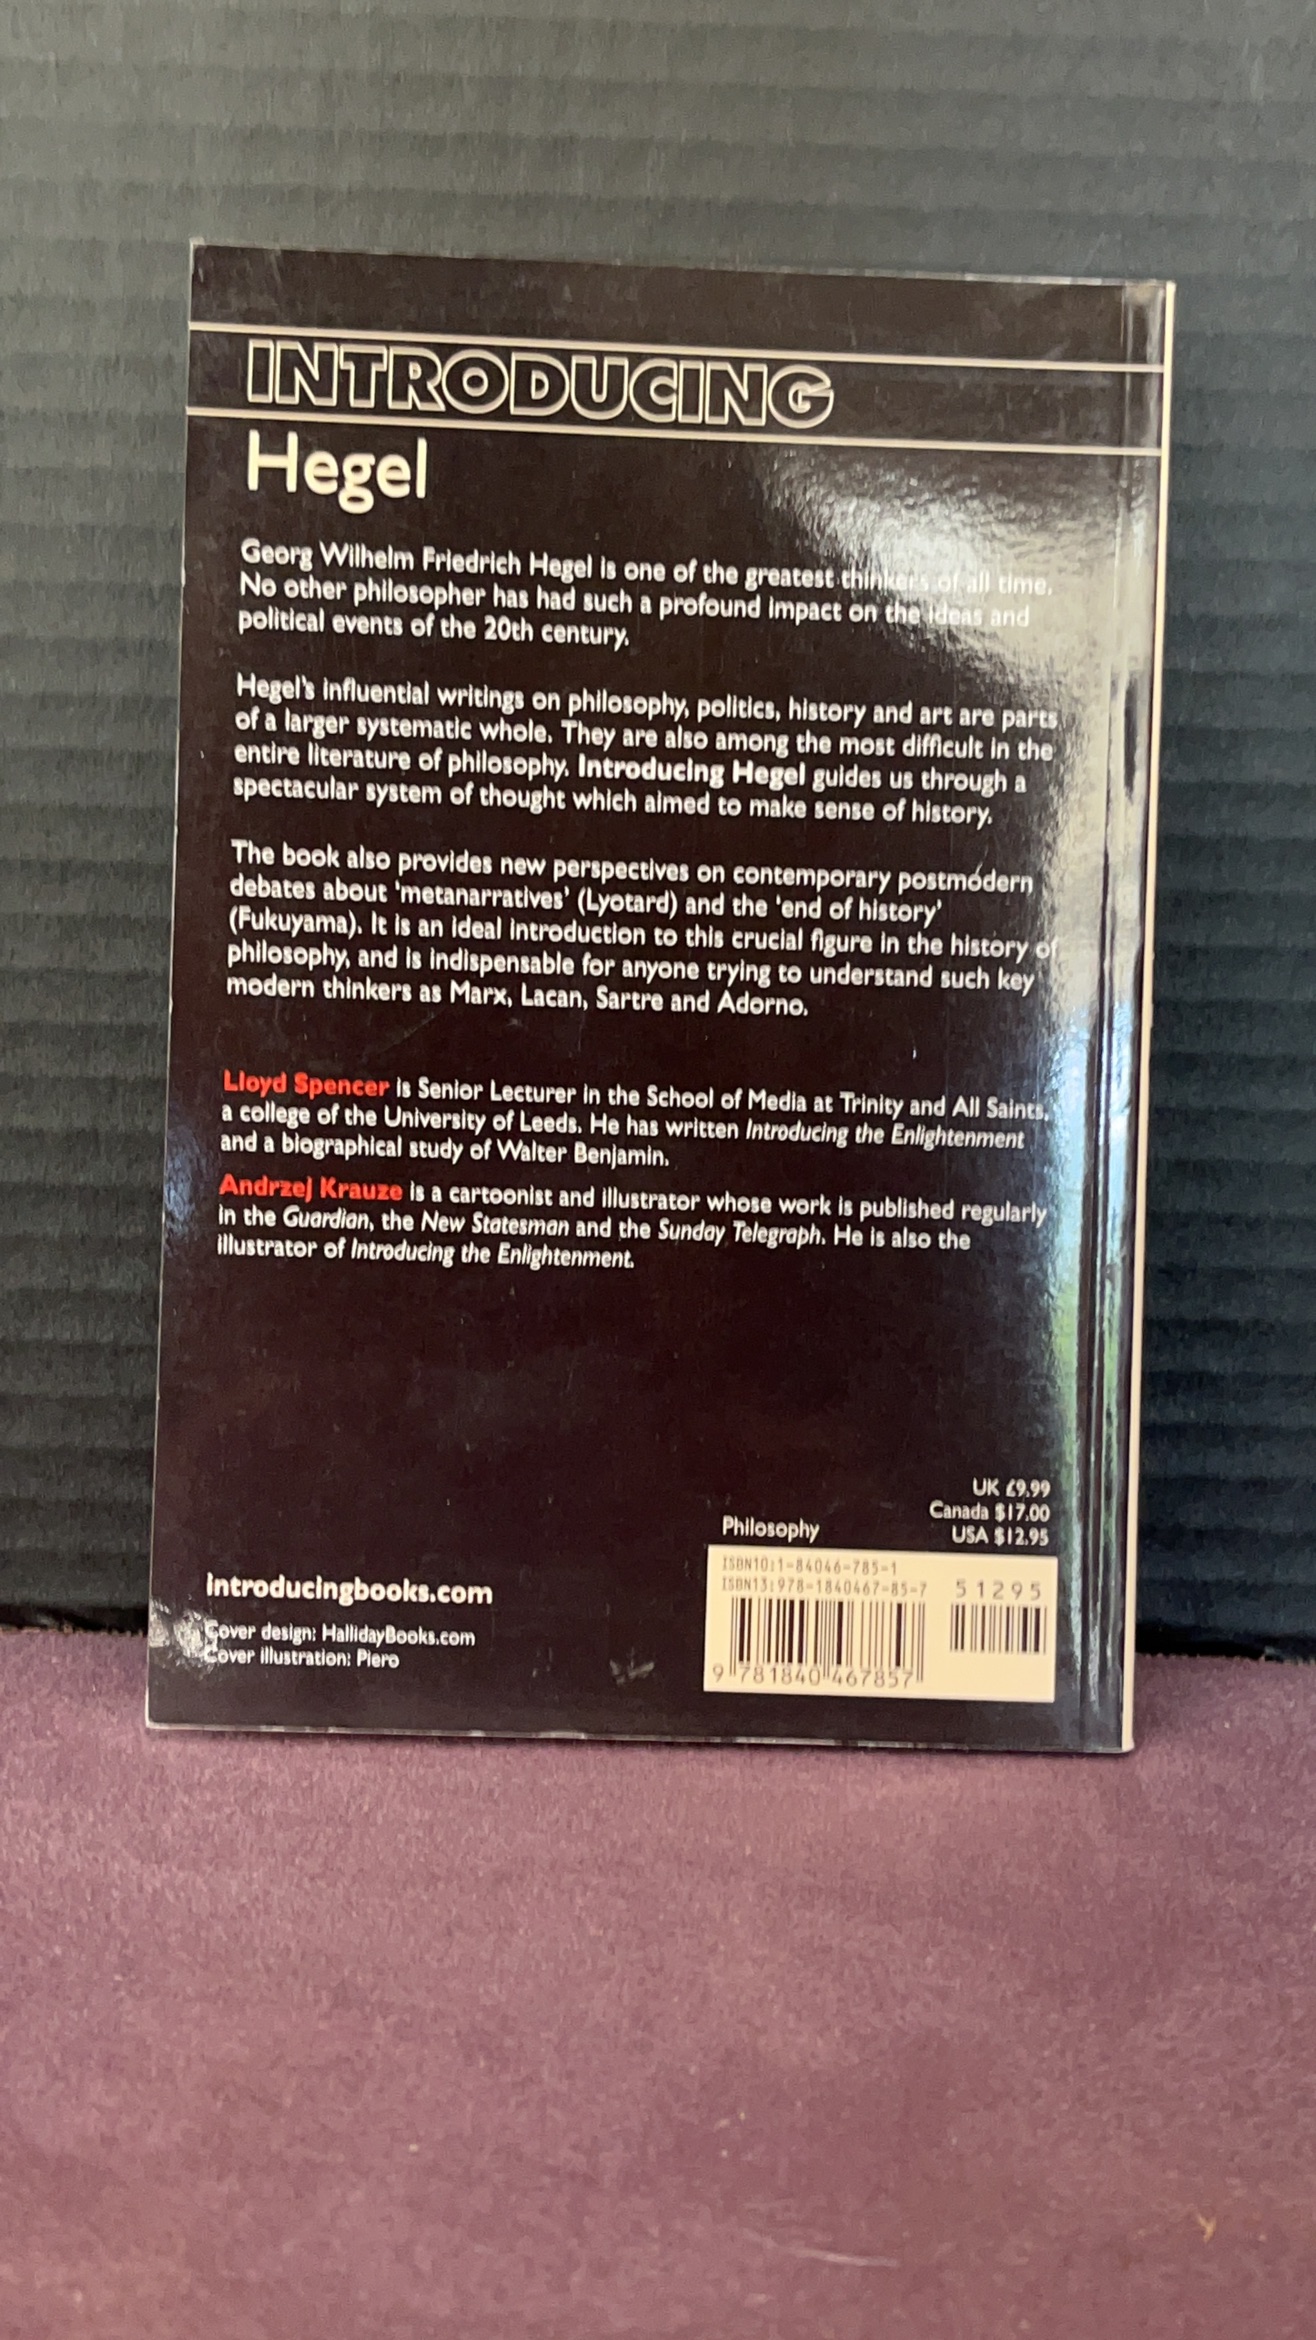 INTRODUCING
Hegel
Georg Wilhelm Friedrich Hegel is one of the greatest thinkers of all time.
No other philosopher has had such a profound impact on the ideas and
political events of the 20th century.
Hegel's influential writings on philosophy, politics, history and art are parts
of a larger systematic whole. They are also among the most difficult in the
entire literature of philosophy. Introducing Hegel guides us through a
spectacular system of thought which aimed to make sense of history.
The book also provides new perspectives on contemporary postmodern
debates about 'metanarratives' (Lyotard) and the 'end of history'
(Fukuyama). It is an ideal introduction to this crucial figure in the history of
philosophy, and is indispensable for anyone trying to understand such key
modern thinkers as Marx, Lacan, Sartre and Adorno.
Lloyd Spencer is Senior Lecturer in the School of Media at Trinity and All Saints,
a college of the University of Leeds. He has written Introducing the Enlightenment
and a biographical study of Walter Benjamin.
Andrzej Krauze is a cartoonist and illustrator whose work is published regularly
in the Guardian, the New Statesman and the Sunday Telegraph. He is also the
illustrator of Introducing the Enlightenment.
UK £9.99
Canada $17.00
USA $12.95
Philosophy
ISBN10:1-84046-785-1
ISBN13:978-1840467-85-7
51295
9 781840 467857
introducingbooks.com
Cover design: HallidayBooks.com
Cover illustration: Piero